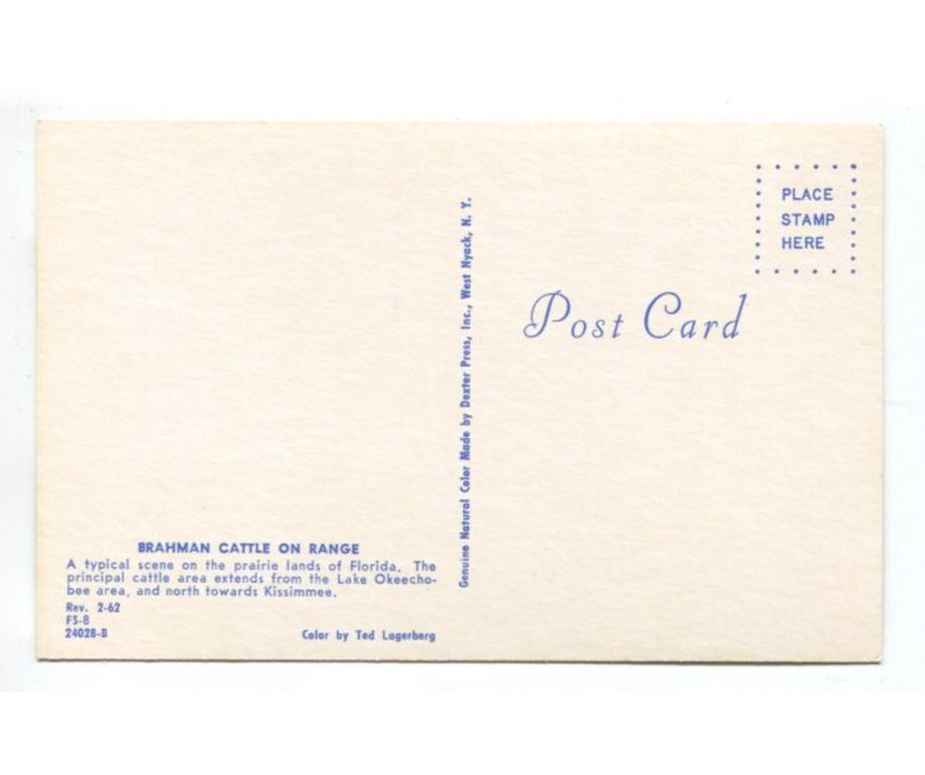 BRAHMAN CATTLE ON RANGE
A typical scene on the prairie lands of Florida. The
principal cattle area extends from the Lake Okeecho-
bee area, and north towards Kissimmee.
Rev. 2-62
FS-8
24028-B
Color by Ted Lagerberg
Genuine Natural Color Made by Dexter Press, Inc., West Nyack, N. Y.
PLACE
STAMP
HERE
Post Card